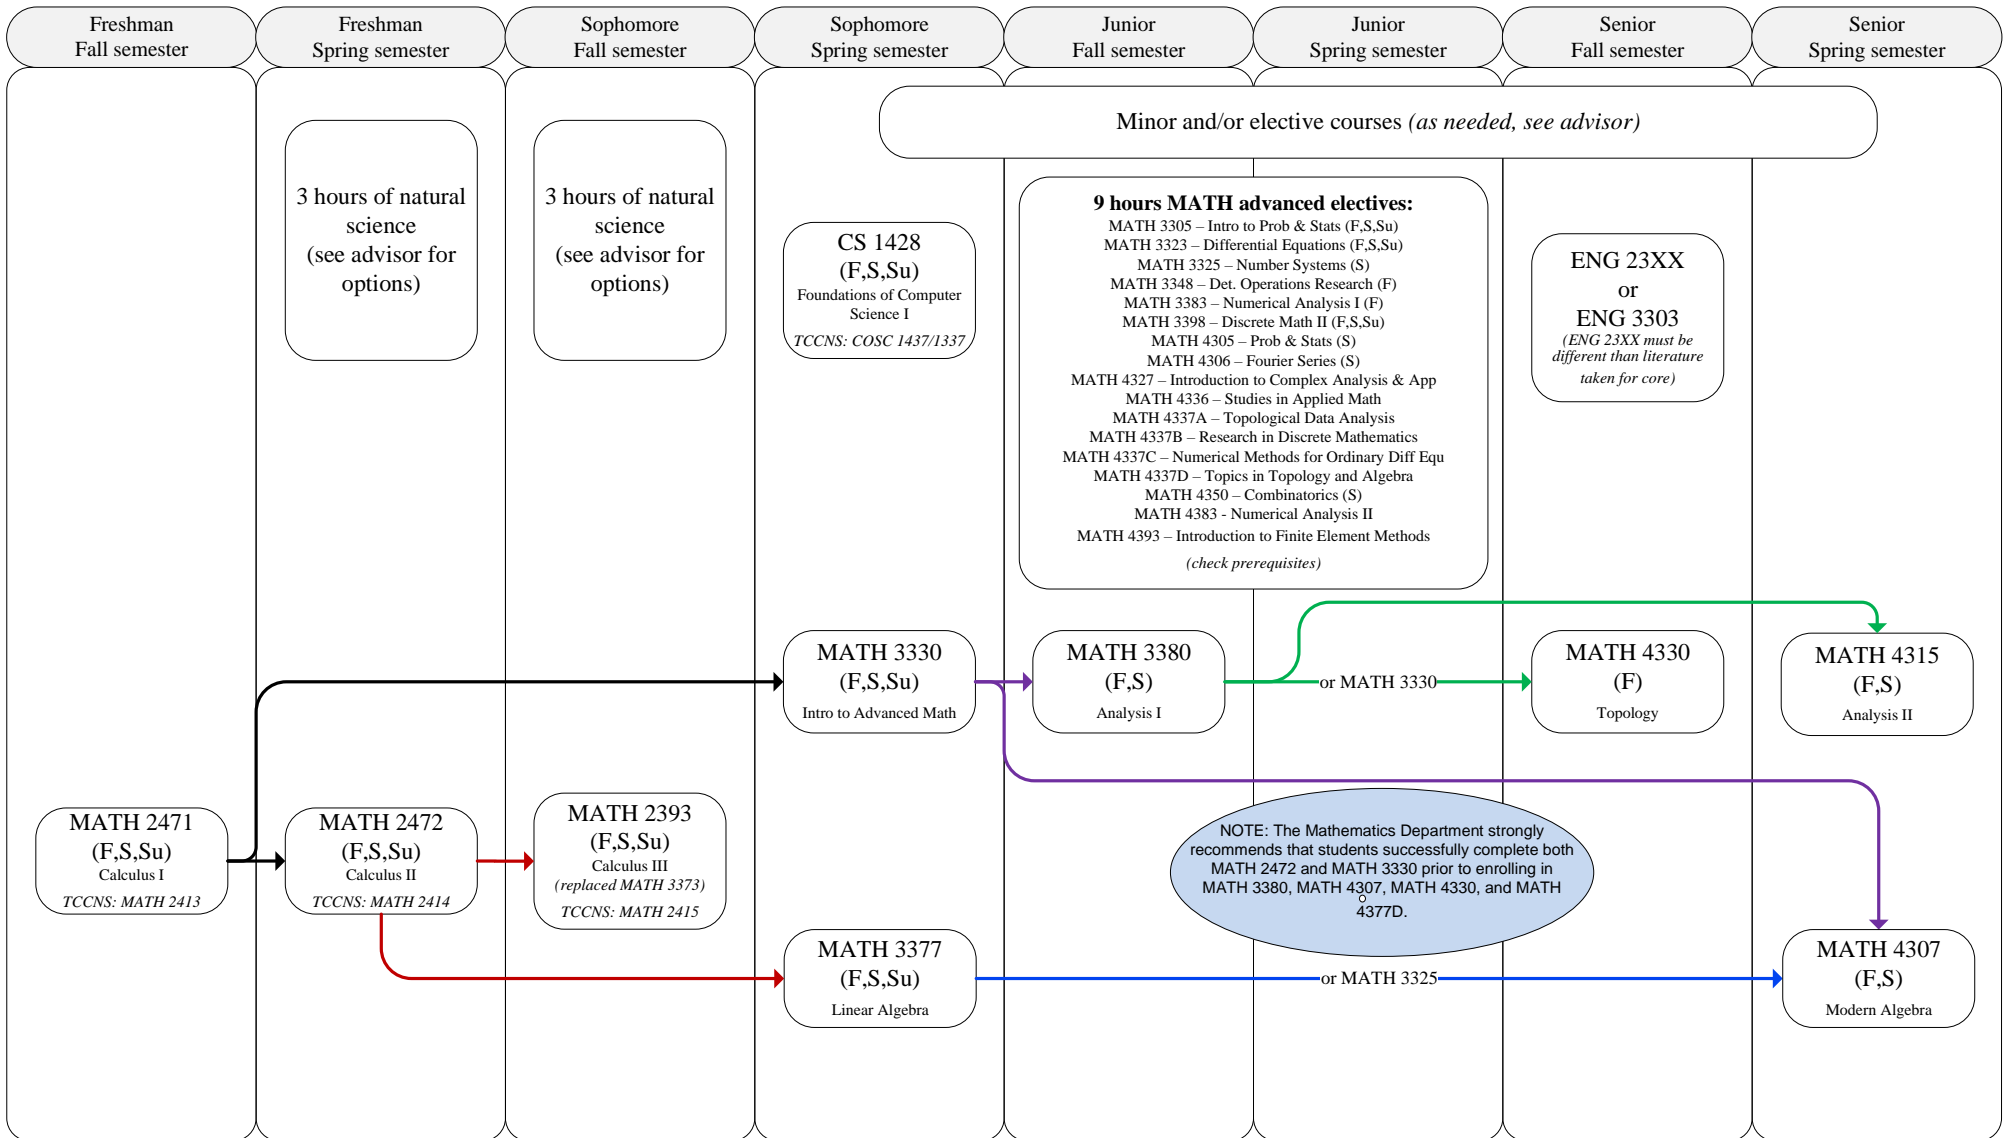 Freshman
Fall semester
Freshman
Spring semester
Sophomore
Fall semester
Sophomore
Spring semester
Junior
Fall semester
Junior
Spring semester
Senior
Fall semester
Senior
Spring semester
Minor and/or elective courses (as needed, see advisor)
3 hours of natural
science
(see advisor for
options)
3 hours of natural
science
(see advisor for
options)
CS 1428
(F,S,Su)
Foundations of Computer
Science I
TCCNS: COSC 1437/1337
9 hours MATH advanced electives:
MATH 3305 – Intro to Prob & Stats (F,S,Su)
MATH 3323 – Differential Equations (F,S,Su)
MATH 3325 – Number Systems (S)
MATH 3348 – Det. Operations Research (F)
MATH 3383 – Numerical Analysis I (F)
MATH 3398 – Discrete Math II (F,S,Su)
MATH 4305 – Prob & Stats (S)
MATH 4306 – Fourier Series (S)
MATH 4327 – Introduction to Complex Analysis & App
MATH 4336 – Studies in Applied Math
MATH 4337A – Topological Data Analysis
MATH 4337B – Research in Discrete Mathematics
MATH 4337C – Numerical Methods for Ordinary Diff Equ
MATH 4337D – Topics in Topology and Algebra
MATH 4350 – Combinatorics (S)
MATH 4383 - Numerical Analysis II
MATH 4393 – Introduction to Finite Element Methods
(check prerequisites)
ENG 23XX
or
ENG 3303
(ENG 23XX must be
different than literature
taken for core)
MATH 3330
(F,S,Su)
Intro to Advanced Math
MATH 3380
(F,S)
Analysis I
or MATH 3330
MATH 4330
(F)
Topology
MATH 4315
(F,S)
Analysis II
MATH 2471
(F,S,Su)
Calculus I
TCCNS: MATH 2413
MATH 2472
(F,S,Su)
Calculus II
TCCNS: MATH 2414
MATH 2393
(F,S,Su)
Calculus III
(replaced MATH 3373)
TCCNS: MATH 2415
NOTE: The Mathematics Department strongly
recommends that students successfully complete both
MATH 2472 and MATH 3330 prior to enrolling in
MATH 3380, MATH 4307, MATH 4330, and MATH
4377D.
MATH 3377
(F,S,Su)
Linear Algebra
or MATH 3325
MATH 4307
(F,S)
Modern Algebra